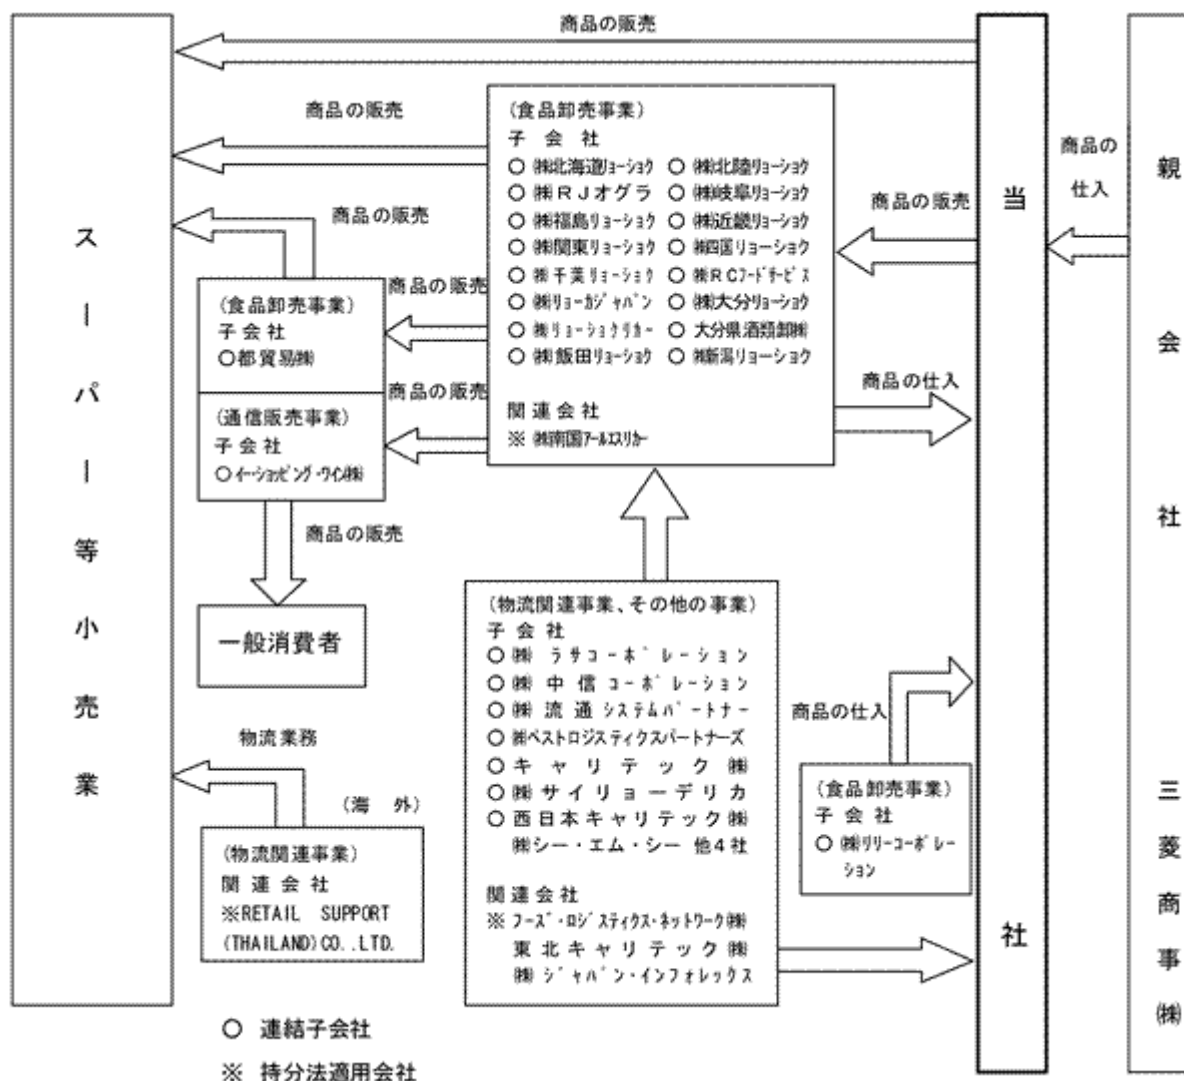 商品の販売
商品の販売
(食品卸売事業)
子会社
○ ㈱北海道リョーショク ○ ㈱北陸リョーショク
○ ㈱RJオグラ ○ ㈱岐阜リョーショク
○ ㈱福島リョーショク ○ ㈱近畿リョーショク
○ ㈱関東リョーショク ○ ㈱四国リョーショク
○ ㈱千葉リョーショク ○ ㈱RCフードサービス
○ ㈱リョーカジャパン ○ ㈱大分リョーショク
○ ㈱リョーショクリカー ○ 大分県酒類卸㈱
○ ㈱飯田リョーショク ○ ㈱新潟リョーショク
関連会社
※ ㈱南国アールエスリカー
商品の販売
商品の仕入
商品の
仕入
商品の販売
商品の販売
商品の販売
(食品卸売事業)
子会社
○都貿易㈱
(通信販売事業)
子会社
○イーショッピング・ワイン㈱
商品の販売
一般消費者
スーパー等小売業
当社
親会社 三菱商事㈱
(物流関連事業、その他の事業)
子会社
○㈱ ラサコーポレーション
○㈱ 中信コーポレーション
○㈱ 流通システムパートナー
○㈱ベストロジスティクスパートナーズ
○キャリテック㈱
○㈱サイリョーデリカ
○西日本キャリテック㈱
㈱シー・エム・シー 他4社
関連会社
※フーズ・ロジスティクス・ネットワーク㈱
東北キャリテック㈱
㈱ジャパン・インフォレックス
商品の仕入
(食品卸売事業)
子会社
○ ㈱リリーコーポレー
ション
物流業務
(海 外)
(物流関連事業)
関連会社
※RETAIL SUPPORT
(THAILAND)CO.,LTD.
○ 連結子会社
※ 持分法適用会社